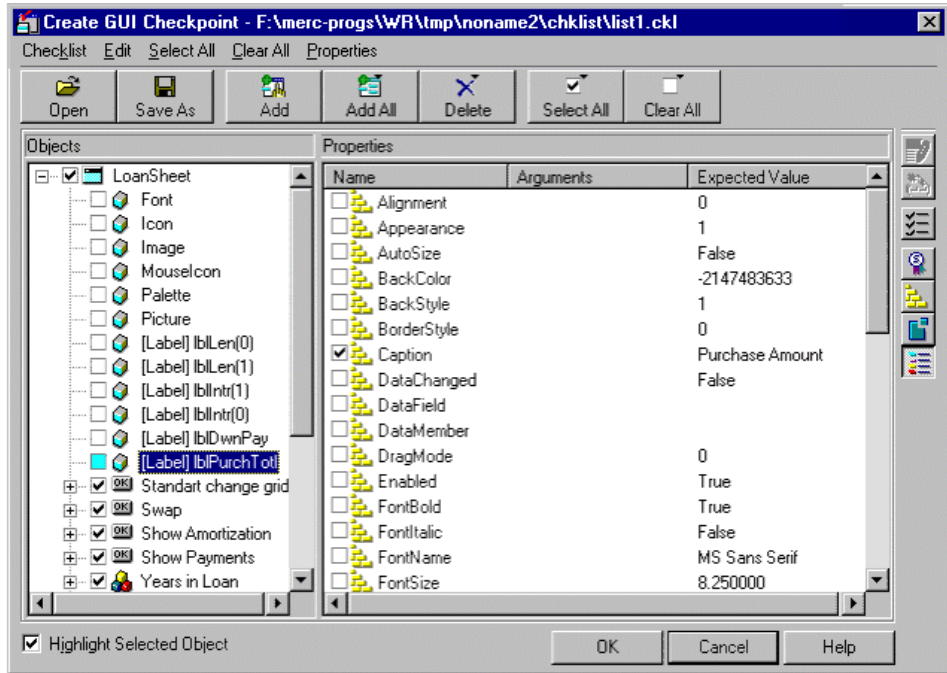 Create GUI Checkpoint - F:\merc-progs\WR\tmp\noname2\chklist\list1.ckl
Checklist Edit Select All Clear All Properties
Open Save As Add Add All Delete Select All Clear All
Objects
LoanSheet
Font
Icon
Image
MouseIcon
Palette
Picture
[Label] lblLen(0)
[Label] lblLen(1)
[Label] lblIntr(1)
[Label] lblIntr(0)
[Label] lblDwnPay
[Label] lblPurchTotl
Standart change grid
OK
Swap
OK
Show Amortization
OK
Show Payments
OK
Years in Loan
Properties
Name Arguments Expected Value
Alignment 0
Appearance 1
AutoSize False
BackColor -2147483633
BackStyle 1
BorderStyle 0
Caption Purchase Amount
DataChanged False
DataField
DataMember
DragMode 0
Enabled True
FontBold True
FontItalic False
FontName MS Sans Serif
FontSize 8.250000
Highlight Selected Object
OK Cancel Help